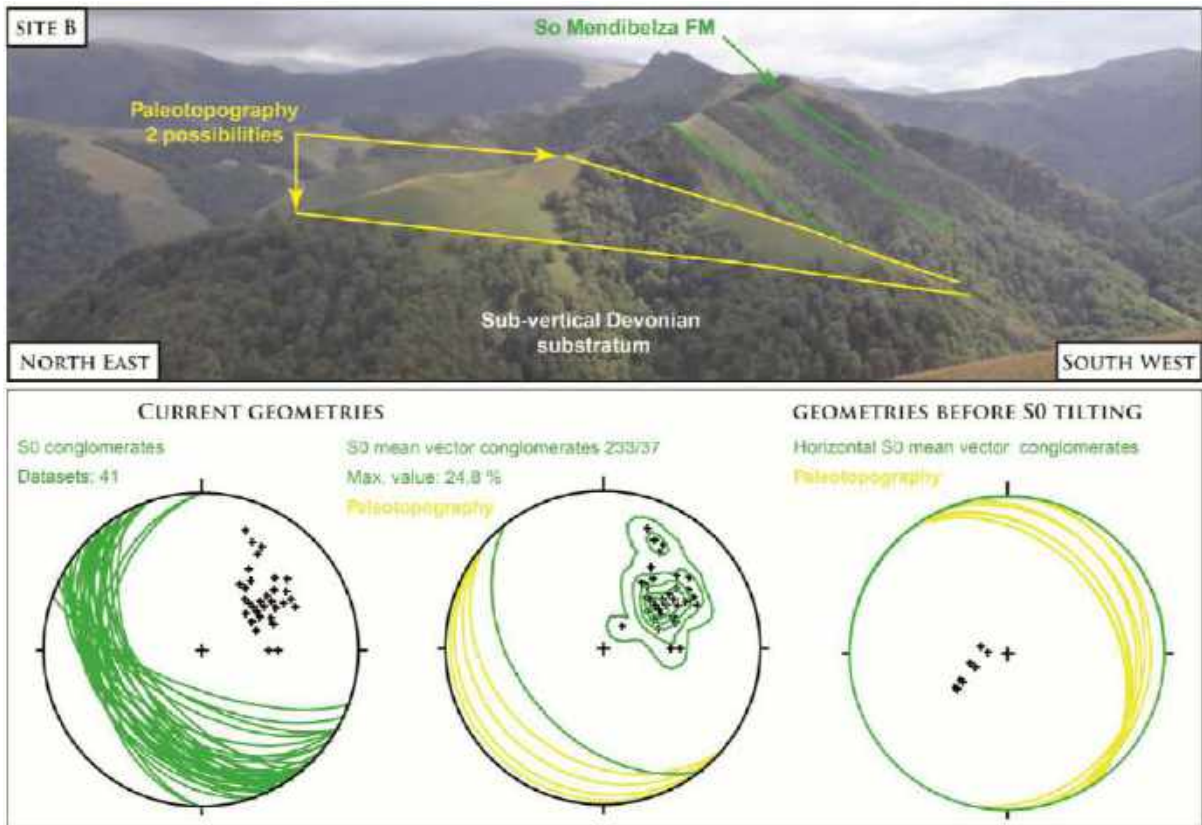 SITE B
So Mendibelza FM
Paleotopography
2 possibilities
Sub-vertical Devonian
substratum
NORTH EAST
SOUTH WEST
CURRENT GEOMETRIES
GEOMETRIES BEFORE S0 TILTING
S0 conglomerates
Datasets: 41
S0 mean vector conglomerates 233/37
Max. value: 24.8 %
Paleotopography
Horizontal S0 mean vector conglomerates
Paleotopography